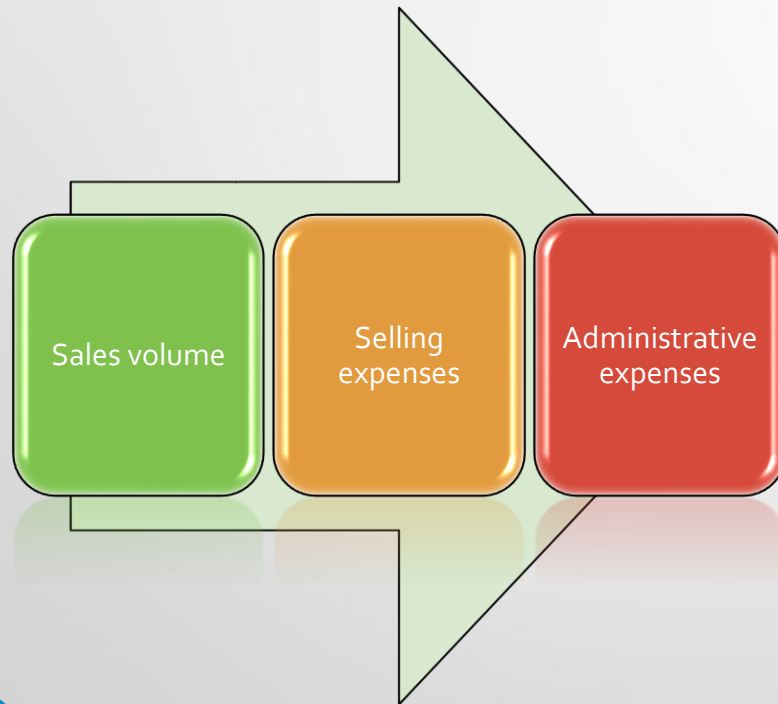 Sales volume
Selling
expenses
Administrative
expenses